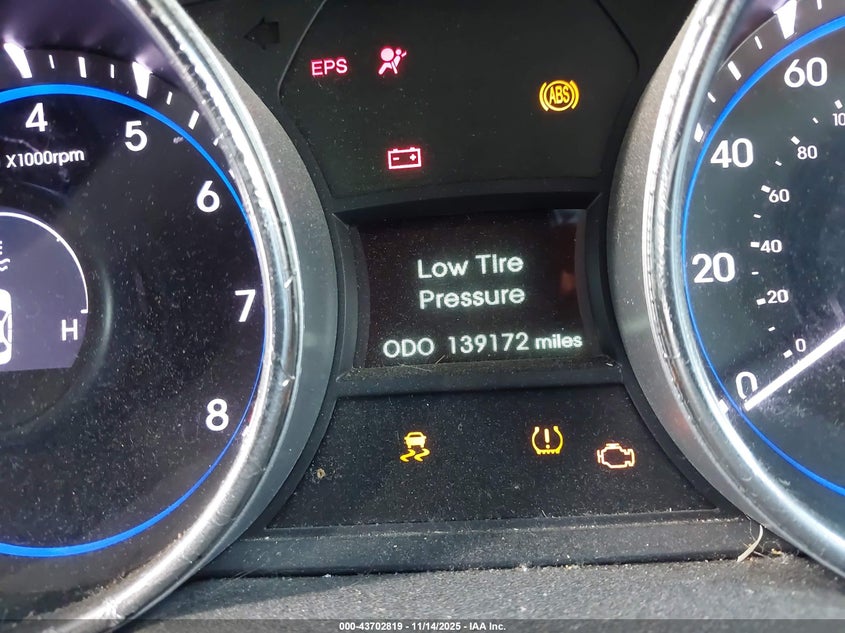 EPS
ABS
4
5
6
7
8
X1000rpm
H
Low Tire
Pressure
ODO 139172 miles
60
40
20
0
80
60
40
20
0
000-43702819 - 11/14/2025 - IAA Inc.